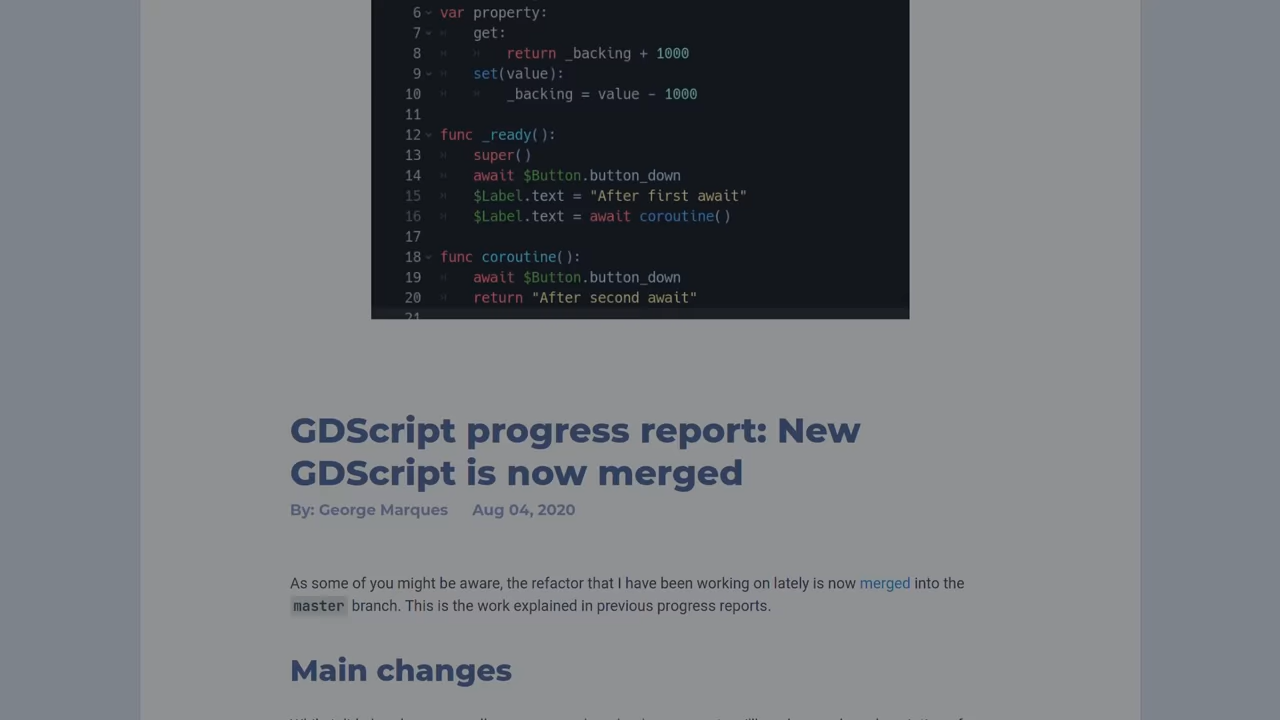 6 var property:
7 get:
8 return _backing + 1000
9 set(value):
10 _backing = value - 1000
11
12 func _ready():
13 super()
14 await $Button.button_down
15 $Label.text = "After first await"
16 $Label.text = await coroutine()
17
18 func coroutine():
19 await $Button.button_down
20 return "After second await"
21
GDScript progress report: New
GDScript is now merged
By: George Marques Aug 04, 2020
As some of you might be aware, the refactor that I have been working on lately is now merged into the
master branch. This is the work explained in previous progress reports.
Main changes